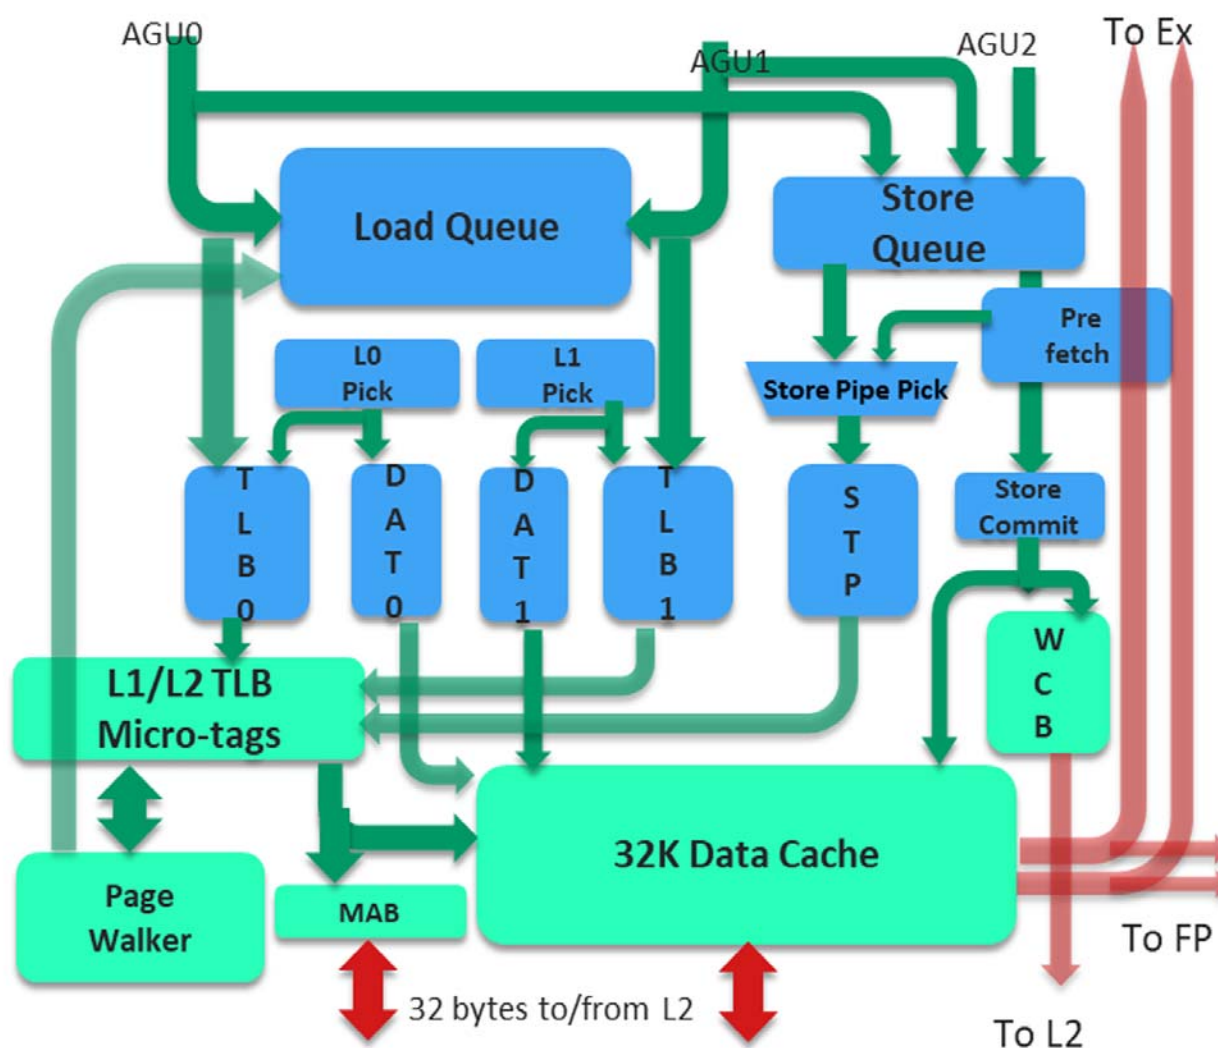 AGU0
AGU1
AGU2
To Ex
Load Queue
Store
Queue
L0
Pick
L1
Pick
Pre
fetch
Store Pipe Pick
T
L
B
0
D
A
T
0
D
A
T
1
T
L
B
1
S
T
P
Store
Commit
W
C
B
L1/L2 TLB
Micro-tags
32K Data Cache
Page
Walker
MAB
To FP
32 bytes to/from L2
To L2